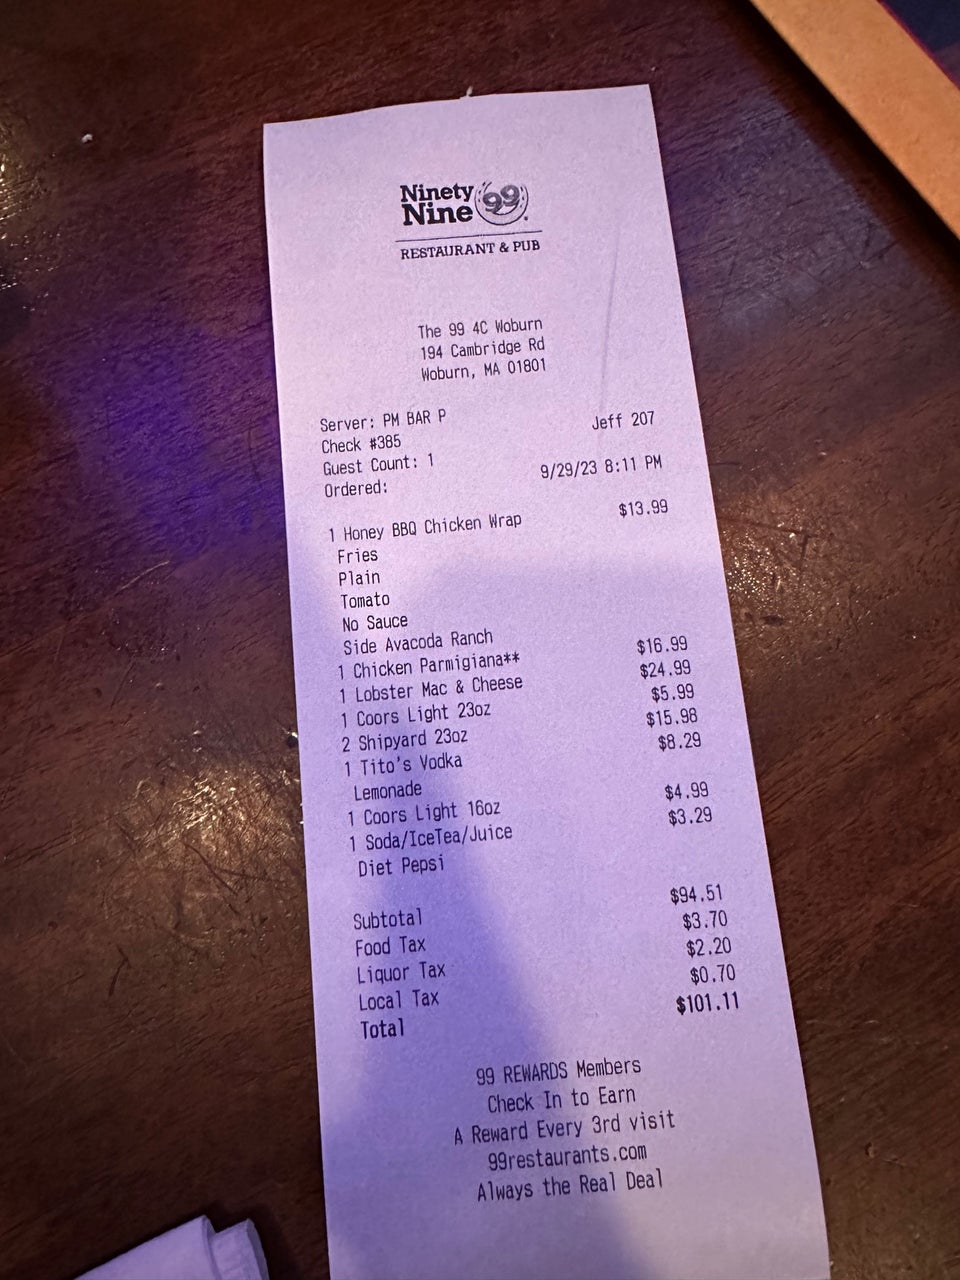 Ninety
Nine 99
RESTAURANT & PUB
The 99 4C Woburn
194 Cambridge Rd
Woburn, MA 01801
Server: PM BAR P
Check #385 Jeff 207
Guest Count: 1
Ordered: 9/29/23 8:11 PM
1 Honey BBQ Chicken Wrap $13.99
Fries
Plain
Tomato
No Sauce
Side Avacoda Ranch
1 Chicken Parmigiana** $16.99
1 Lobster Mac & Cheese $24.99
1 Coors Light 23oz $5.99
2 Shipyard 23oz $15.98
1 Tito's Vodka $8.29
Lemonade
1 Coors Light 16oz $4.99
1 Soda/IceTea/Juice $3.29
Diet Pepsi
Subtotal $94.51
Food Tax $3.70
Liquor Tax $2.20
Local Tax $0.70
Total $101.11
99 REWARDS Members
Check In to Earn
A Reward Every 3rd visit
99restaurants.com
Always the Real Deal